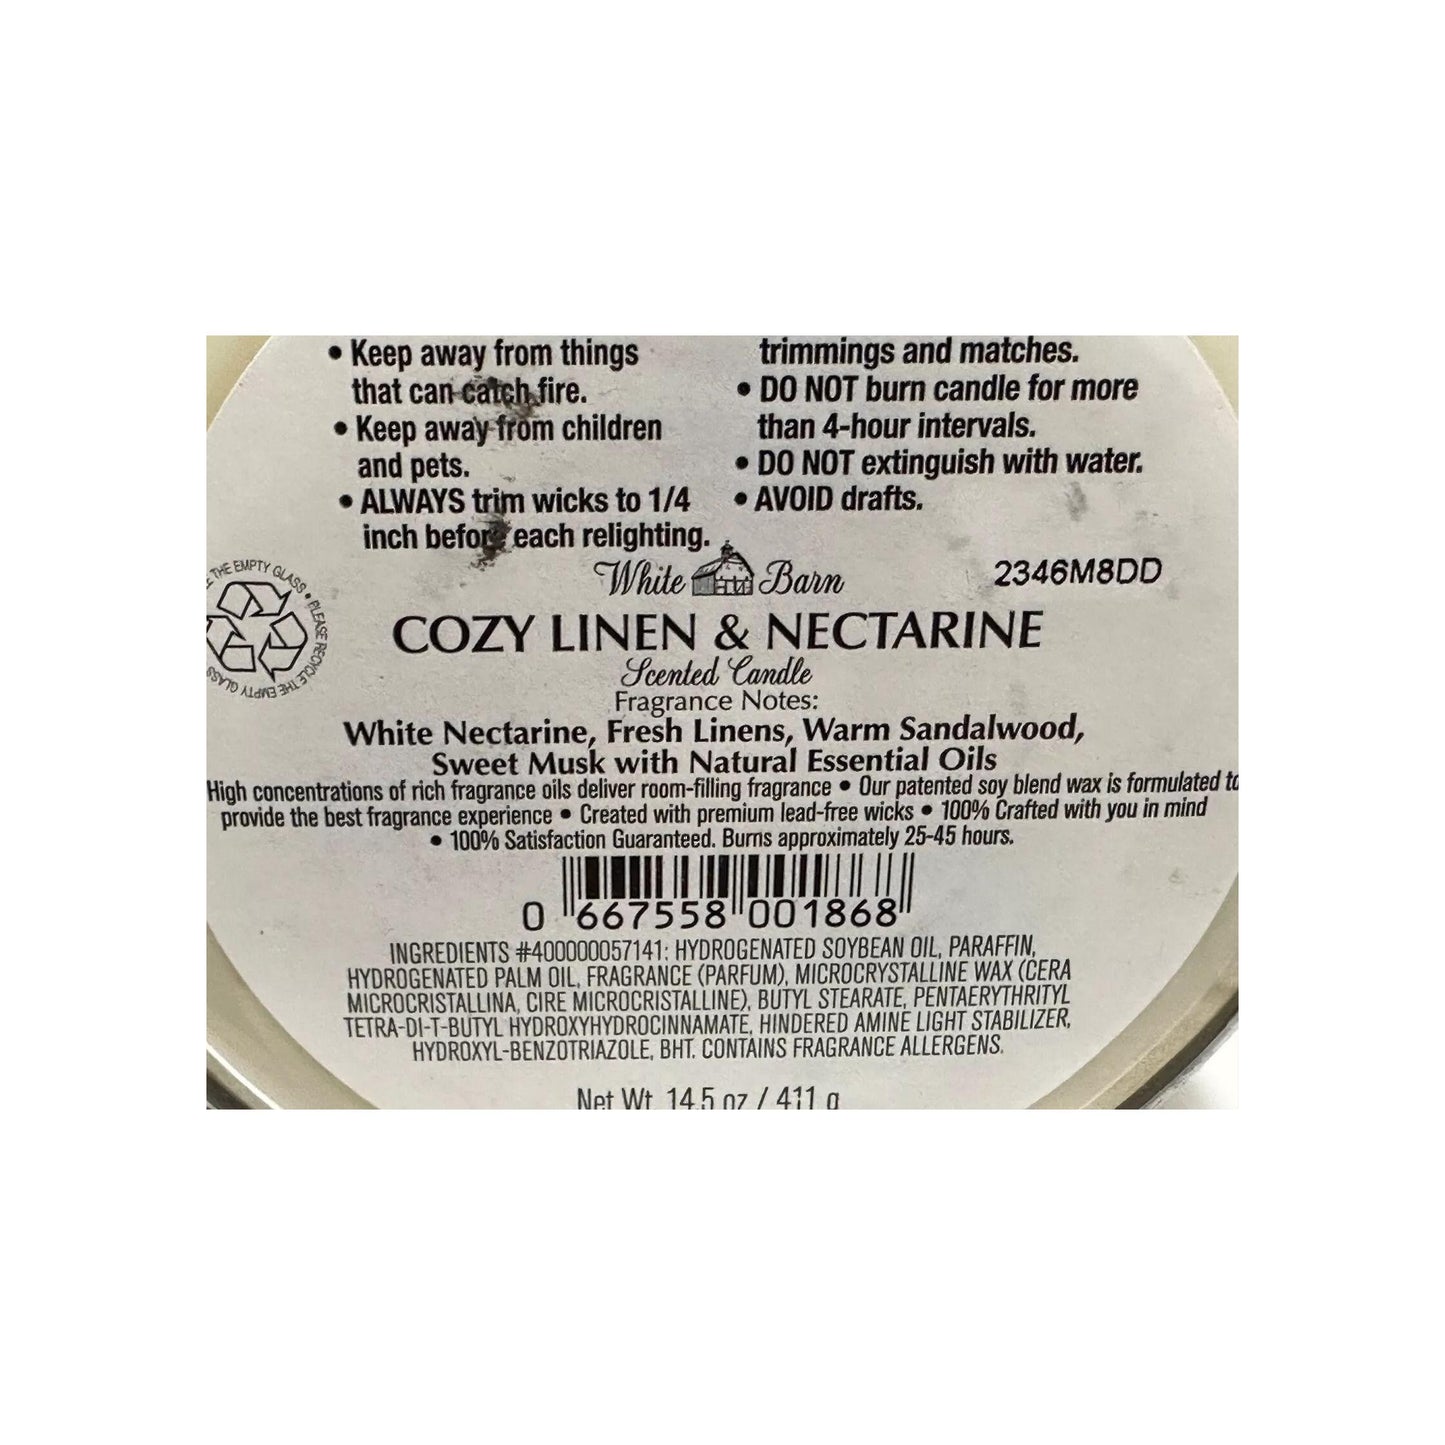 • Keep away from things
that can catch fire.
• Keep away from children
and pets.
• ALWAYS trim wicks to 1/4
inch before each relighting.
trimmings and matches.
• DO NOT burn candle for more
than 4-hour intervals.
• DO NOT extinguish with water.
• AVOID drafts.
THE EMPTY GLASS • PLEASE RECYCLE THE EMPTY GLASS
White Barn
2346M8DD
COZY LINEN & NECTARINE
Scented Candle
Fragrance Notes:
White Nectarine, Fresh Linens, Warm Sandalwood,
Sweet Musk with Natural Essential Oils
High concentrations of rich fragrance oils deliver room-filling fragrance • Our patented soy blend wax is formulated to
provide the best fragrance experience • Created with premium lead-free wicks • 100% Crafted with you in mind
• 100% Satisfaction Guaranteed. Burns approximately 25-45 hours.
0 667558 001868
INGREDIENTS #400000057141: HYDROGENATED SOYBEAN OIL, PARAFFIN,
HYDROGENATED PALM OIL, FRAGRANCE (PARFUM), MICROCRYSTALLINE WAX (CERA
MICROCRISTALLINA, CIRE MICROCRISTALLINE), BUTYL STEARATE, PENTAERYTHRITYL
TETRA-DI-T-BUTYL HYDROXYHYDROCINNAMATE, HINDERED AMINE LIGHT STABILIZER,
HYDROXYL-BENZOTRIAZOLE, BHT. CONTAINS FRAGRANCE ALLERGENS.
Net Wt. 14.5 oz / 411 g